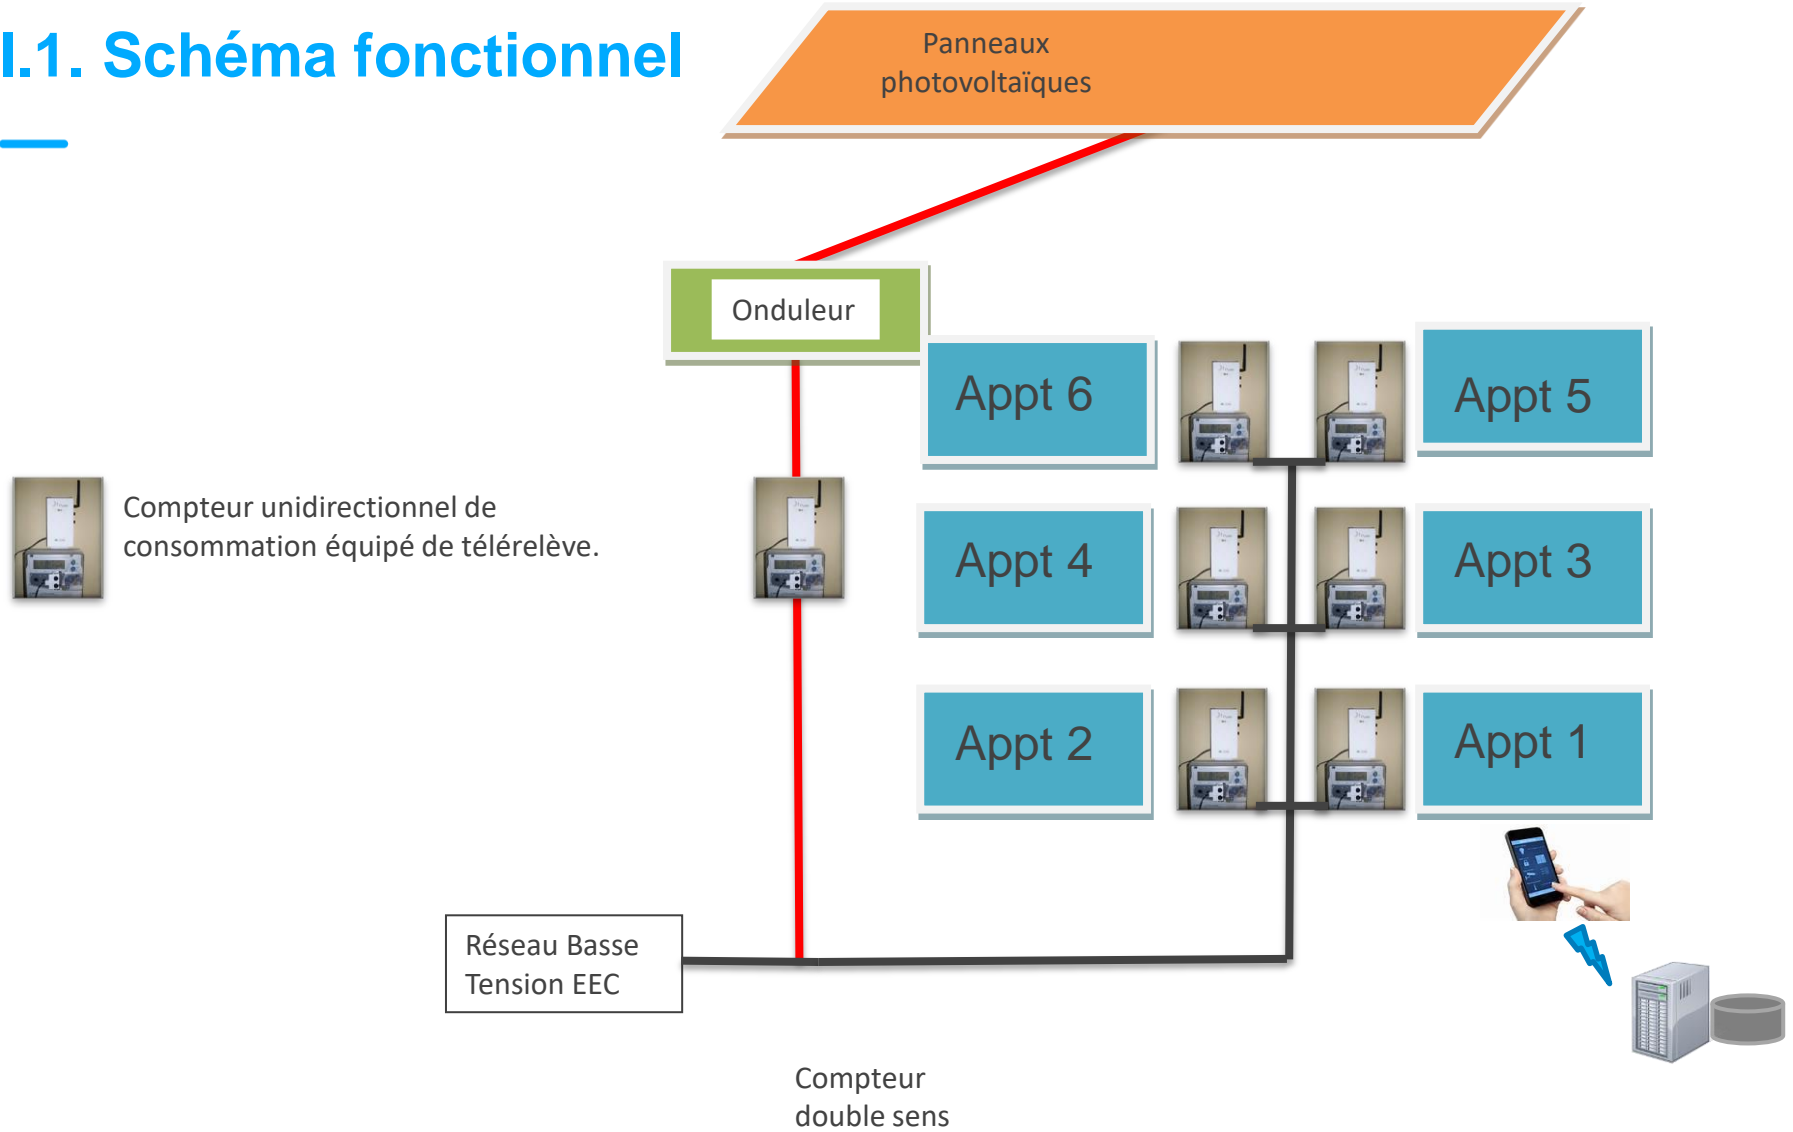 I.1. Schéma fonctionnel
Panneaux
photovoltaïques
Onduleur
Appt 6
Appt 5
Compteur unidirectionnel de
consommation équipé de télérelève.
Appt 4
Appt 3
Appt 2
Appt 1
Réseau Basse
Tension EEC
Compteur
double sens